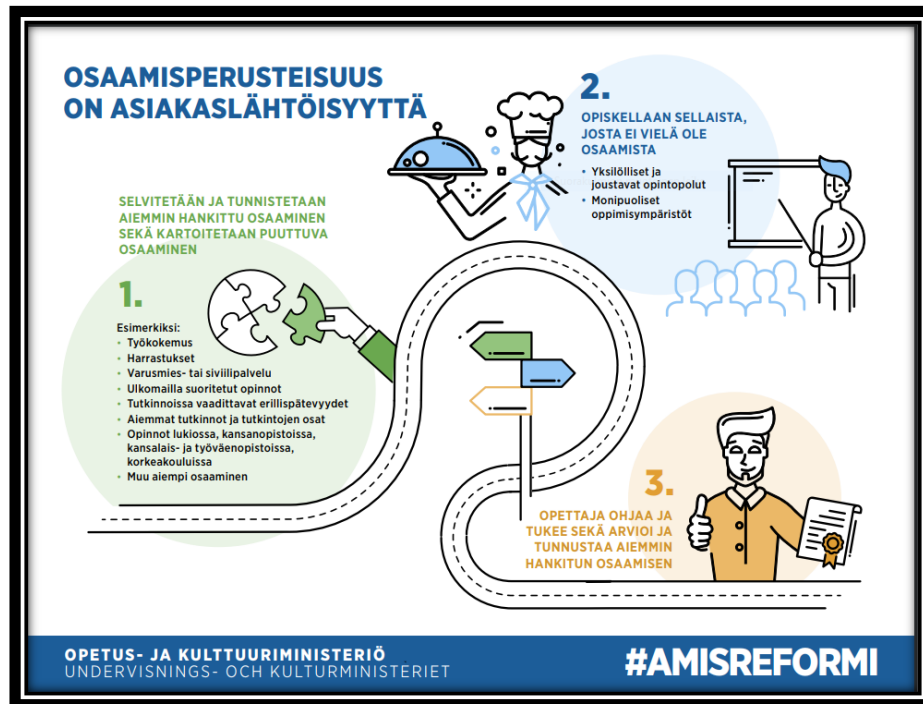 OSAAMISPERUSTEISUUS
ON ASIAKASLÄHTÖISYYTTÄ
SELVITETÄÄN JA TUNNISTETAAN
AIEMMIN HANKITTU OSAAMINEN
SEKÄ KARTOITETAAN PUUTTUVA
OSAAMINEN
1.
Esimerkiksi:
• Työkokemus
• Harrastukset
• Varusmies- tai siviilipalvelu
• Ulkomailla suoritetut opinnot
• Tutkinnoissa vaadittavat erillispätevyydet
• Aiemmat tutkinnot ja tutkintojen osat
• Opinnot lukiossa, kansanopistoissa,
kansalais- ja työväenopistoissa,
korkeakouluissa
• Muu aiempi osaaminen
2.
OPISKELLAAN SELLAISTA,
JOSTA EI VIELÄ OLE
OSAAMISTA
• Yksilölliset ja
joustavat opintopolut
• Monipuoliset
oppimisympäristöt
3.
OPETTAJA OHJAA JA
TUKEE SEKÄ ARVIOI JA
TUNNUSTAA AIEMMIN
HANKITUN OSAAMISEN
OPETUS- JA KULTTUURIMINISTERIÖ
UNDERVISNINGS- OCH KULTURMINISTERIET
#AMISREFORMI